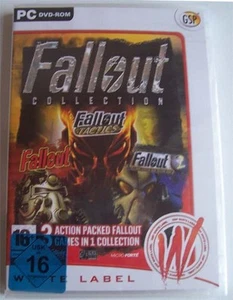 PC DVD-ROM
GSP
Fallout
COLLECTION
Fallout
TACTICS
Fallout
Fallout 2
3 ACTION PACKED FALLOUT
GAMES IN 1 COLLECTION
16
WHITE LABEL